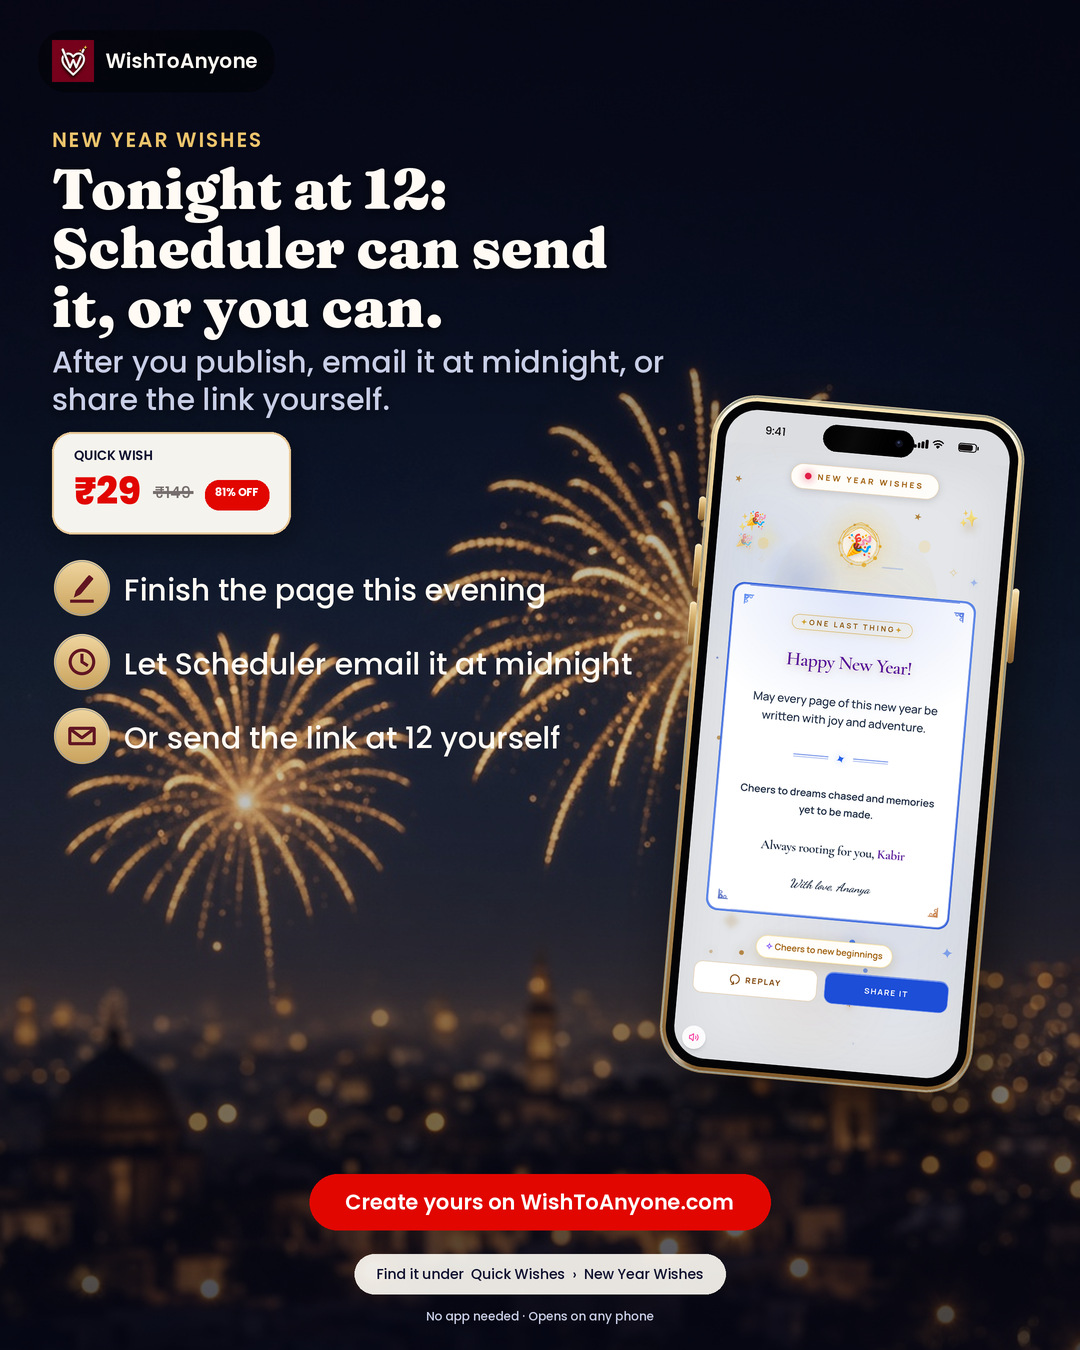 WishToAnyone
NEW YEAR WISHES
Tonight at 12:
Scheduler can send
it, or you can.
After you publish, email it at midnight, or
share the link yourself.
QUICK WISH
₹29 ₹149 81% OFF
Finish the page this evening
Let Scheduler email it at midnight
Or send the link at 12 yourself
9:41
NEW YEAR WISHES
ONE LAST THING
Happy New Year!
May every page of this new year be
written with joy and adventure.
Cheers to dreams chased and memories
yet to be made.
Always rooting for you, Kabir
With love, Ananya
Cheers to new beginnings
REPLAY
SHARE IT
Create yours on WishToAnyone.com
Find it under Quick Wishes › New Year Wishes
No app needed · Opens on any phone